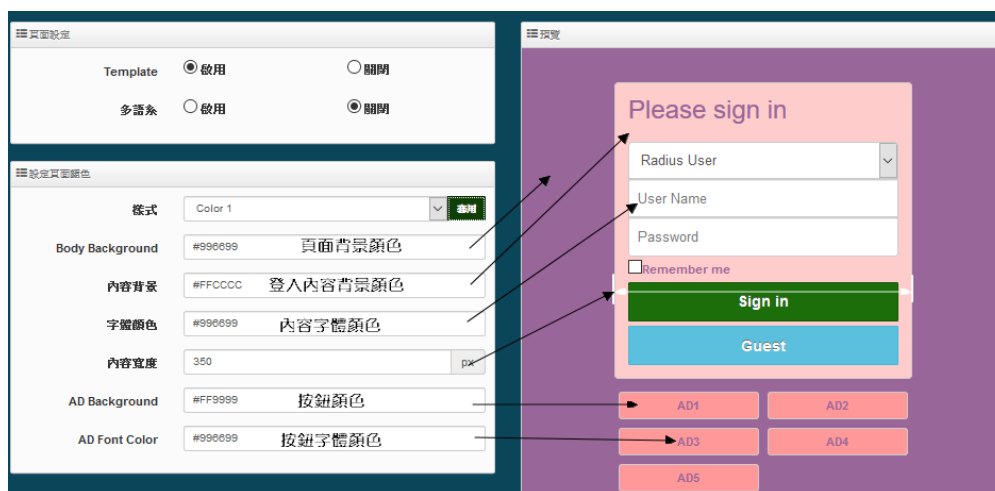 頁面設定
Template 啟用 關閉
多語系 啟用 關閉
設定頁面顏色
樣式 Color 1 套用
Body Background #996699 頁面背景顏色
內容背景 #FFCCCC 登入內容背景顏色
字體顏色 #996699 內容字體顏色
內容寬度 350 px
AD Background #FF9999 按鈕顏色
AD Font Color #996699 按鈕字體顏色
預覽
Please sign in
Radius User
User Name
Password
Remember me
Sign in
Guest
AD1 AD2
AD3 AD4
AD5